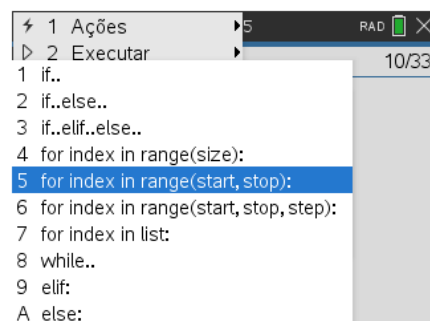 1 Ações 5 RAD
2 Executar 10/33
1 if..
2 if..else..
3 if..elif..else..
4 for index in range(size):
5 for index in range(start,stop):
6 for index in range(start,stop,step):
7 for index in list:
8 while..
9 elif:
A else: